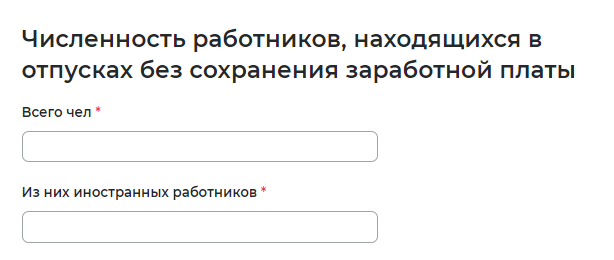 Численность работников, находящихся в
отпусках без сохранения заработной платы
Всего чел *
Из них иностранных работников *